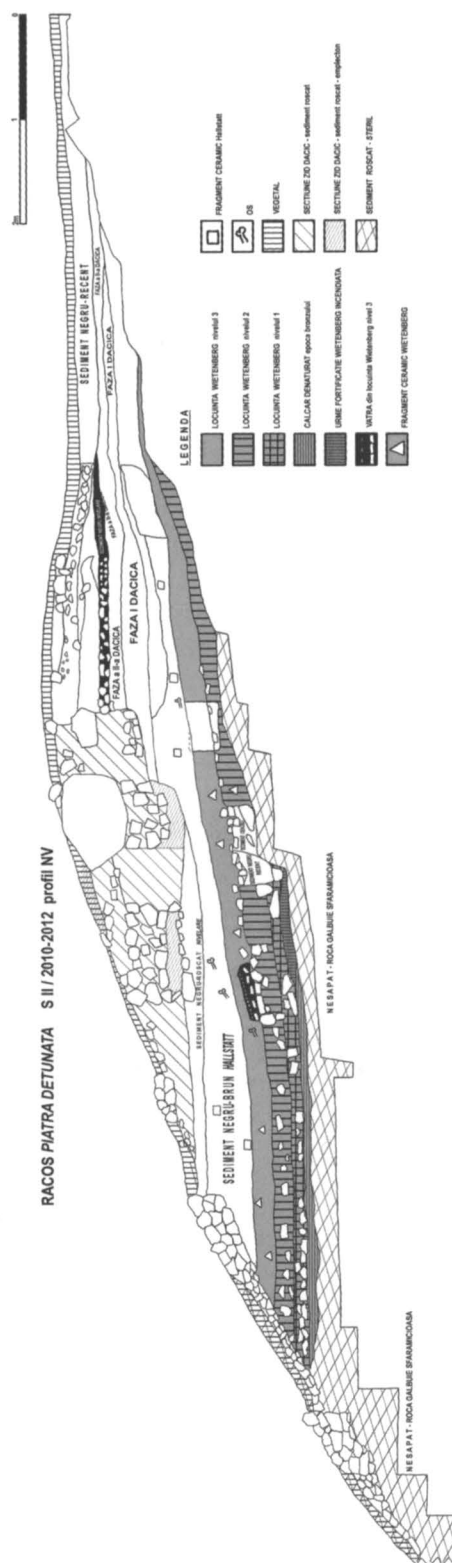 RACOS PIATRA DETUNATA S II / 2010-2012 profil NV
2m
1
0
SEDIMENT NEGRU-RECENT
FAZA a II-a DACICA
FAZA I DACICA
FAZA a II-a DACICA
FAZA I DACICA
SEDIMENT NEGRU-ROSCAT NIVELARE
SEDIMENT NEGRU-BRUN HALLSTATT
NESAPAT - ROCA GALBUIE SFARAMICIOASA
NESAPAT - ROCA GALBUIE SFARAMICIOASA
LEGENDA
LOCUINTA WIETENBERG nivelul 3
LOCUINTA WIETENBERG nivelul 2
LOCUINTA WIETENBERG nivelul 1
CALCAR DENATURAT epoca bronzului
URME FORTIFICATIE WIETENBERG INCENDIATA
VATRA din locuinta Wietenberg nivel 3
FRAGMENT CERAMIC WIETENBERG
FRAGMENT CERAMIC Hallstatt
OS
VEGETAL
SECTIUNE ZID DACIC - sediment roscat
SECTIUNE ZID DACIC - sediment roscat - emplecton
SEDIMENT ROSCAT - STERIL